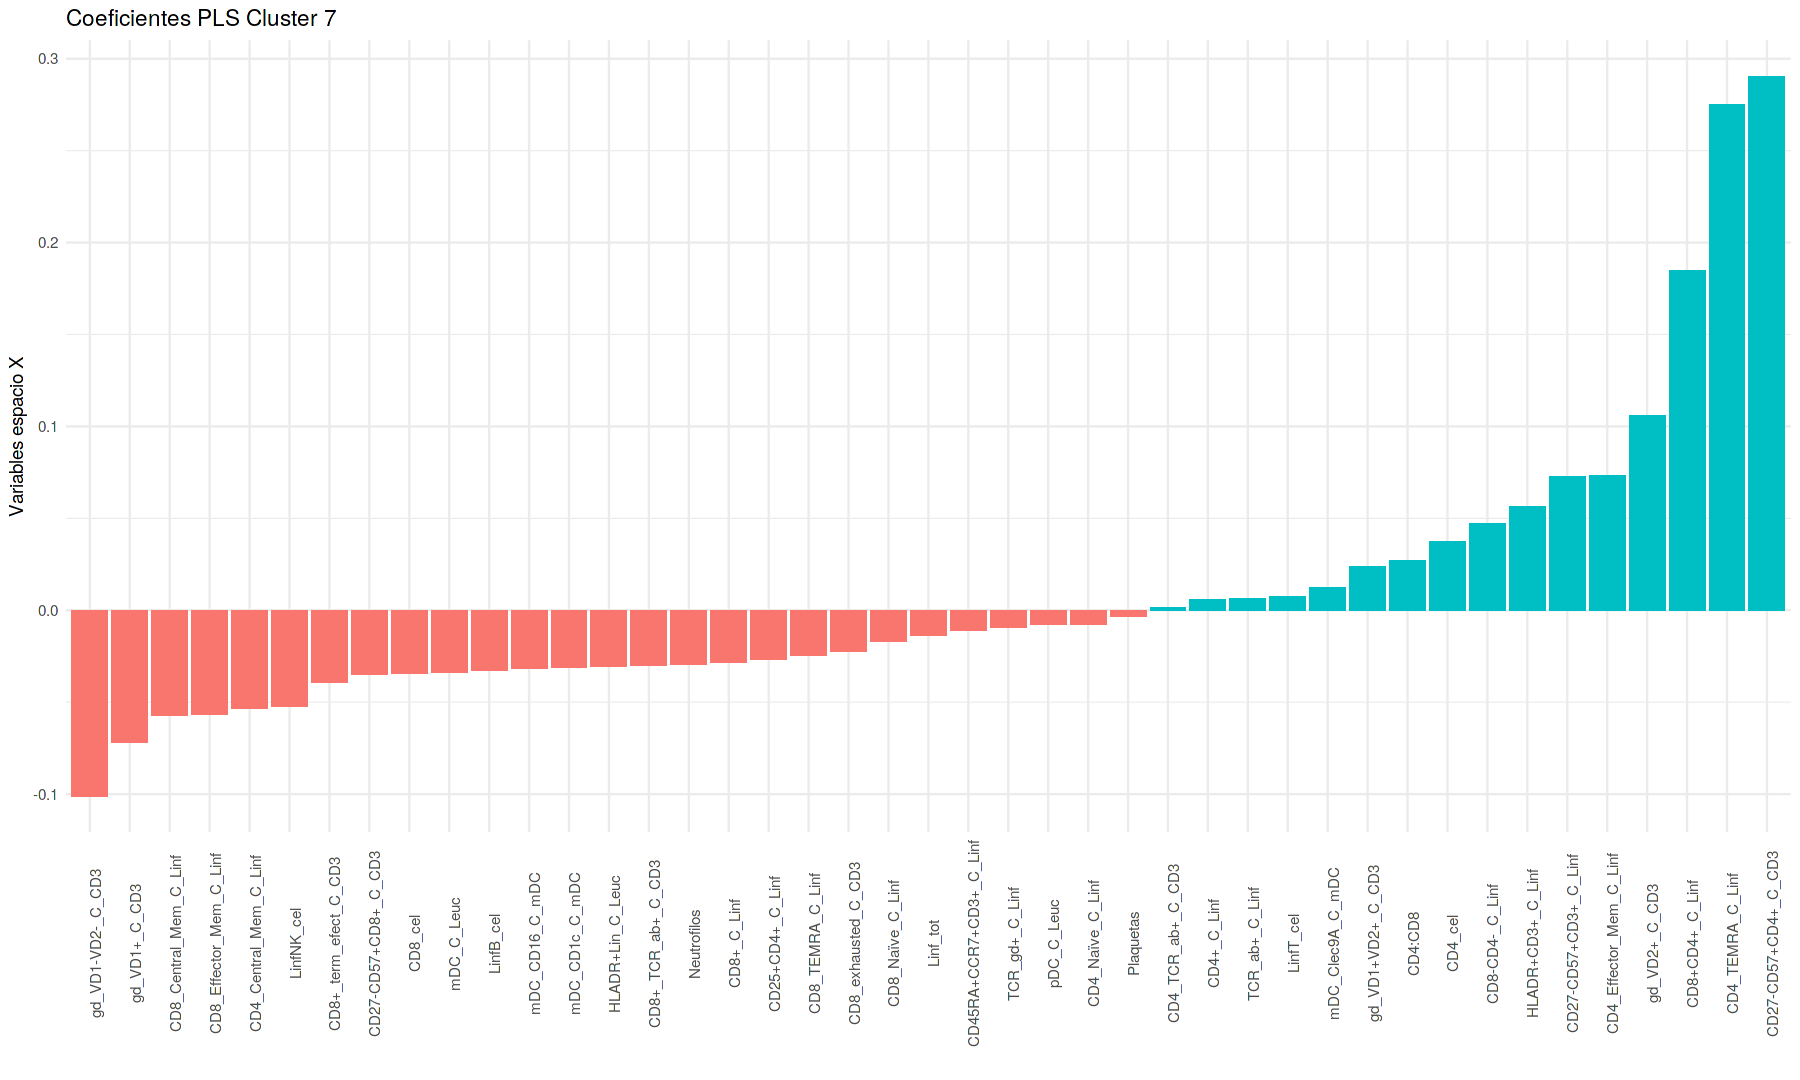 Coeficientes PLS Cluster 7
Variables espacio X
0.3
0.2
0.1
0.0
-0.1
gd_VD1-VD2-_C_CD3
gd_VD1+_C_CD3
CD8_Central_Mem_C_Linf
CD8_Effector_Mem_C_Linf
CD4_Central_Mem_C_Linf
LinfNK_cel
CD8+_term_efect_C_CD3
CD27-CD57+CD8+_C_CD3
CD8_cel
mDC_C_Leuc
LinfB_cel
mDC_CD16_C_mDC
mDC_CD1c_C_mDC
HLADR+Lin_C_Leuc
CD8+_TCR_ab+_C_CD3
Neutrofilos
CD8+_C_Linf
CD25+CD4+_C_Linf
CD8_TEMRA_C_Linf
CD8_exhausted_C_CD3
CD8_Naïve_C_Linf
Linf_tot
CD45RA+CCR7+CD3+_C_Linf
TCR_gd+_C_Linf
pDC_C_Leuc
CD4_Naïve_C_Linf
Plaquetas
CD4_TCR_ab+_C_CD3
CD4+_C_Linf
TCR_ab+_C_Linf
LinfT_cel
mDC_Clec9A_C_mDC
gd_VD1+VD2+_C_CD3
CD4:CD8
CD4_cel
CD8-CD4-_C_Linf
HLADR+CD3+_C_Linf
CD27-CD57+CD3+_C_Linf
CD4_Effector_Mem_C_Linf
gd_VD2+_C_CD3
CD8+CD4+_C_Linf
CD4_TEMRA_C_Linf
CD27-CD57+CD4+_C_CD3